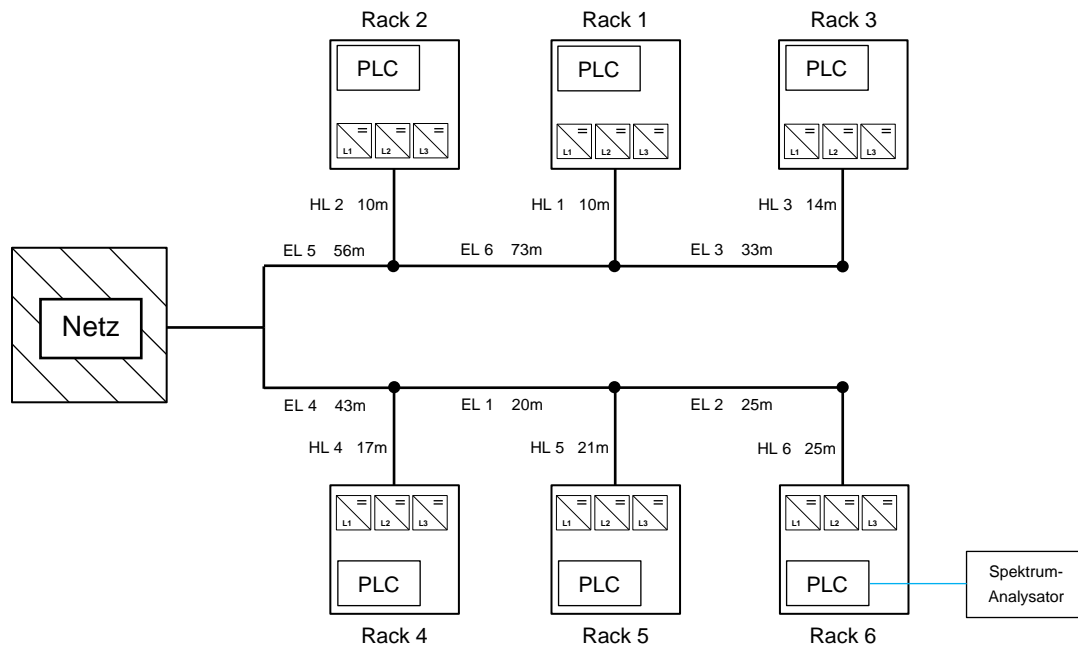 Rack 2 Rack 1 Rack 3
PLC PLC PLC
L1 L2 L3 L1 L2 L3 L1 L2 L3
HL 2 10m HL 1 10m HL 3 14m
EL 5 56m EL 6 73m EL 3 33m
Netz
EL 4 43m EL 1 20m EL 2 25m
HL 4 17m HL 5 21m HL 6 25m
L1 L2 L3 L1 L2 L3 L1 L2 L3
PLC PLC PLC
Spektrum-
Analysator
Rack 4 Rack 5 Rack 6